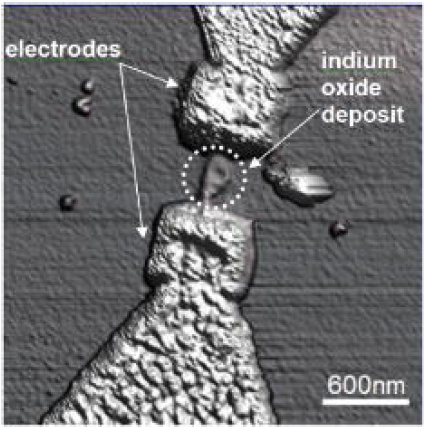 electrodes
indium
oxide
deposit
600nm